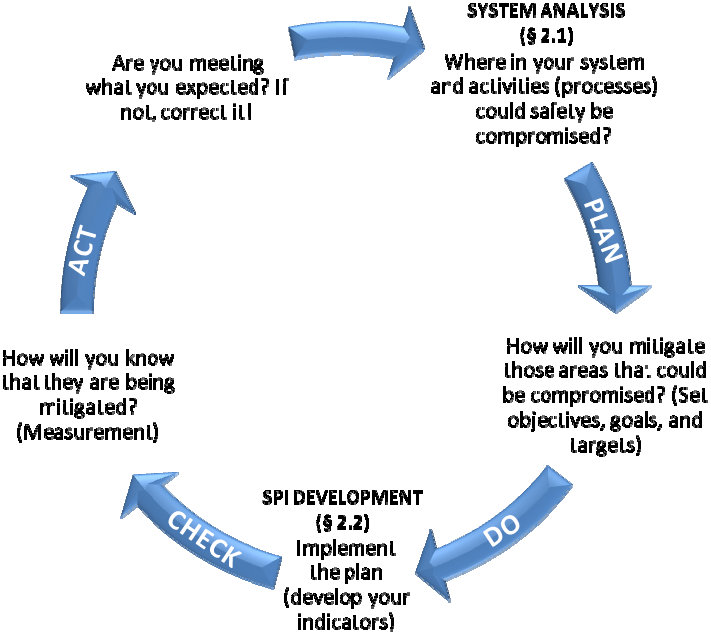 SYSTEM ANALYSIS
(§ 2.1)
Where in your system
and activities (processes)
could safely be
compromised?
PLAN
How will you mitigate
those areas that could
be compromised? (Set
objectives, goals, and
targets)
DO
SPI DEVELOPMENT
(§ 2.2)
Implement
the plan
(develop your
indicators)
CHECK
How will you know
that they are being
mitigated?
(Measurement)
ACT
Are you meeting
what you expected? If
not, correct it!